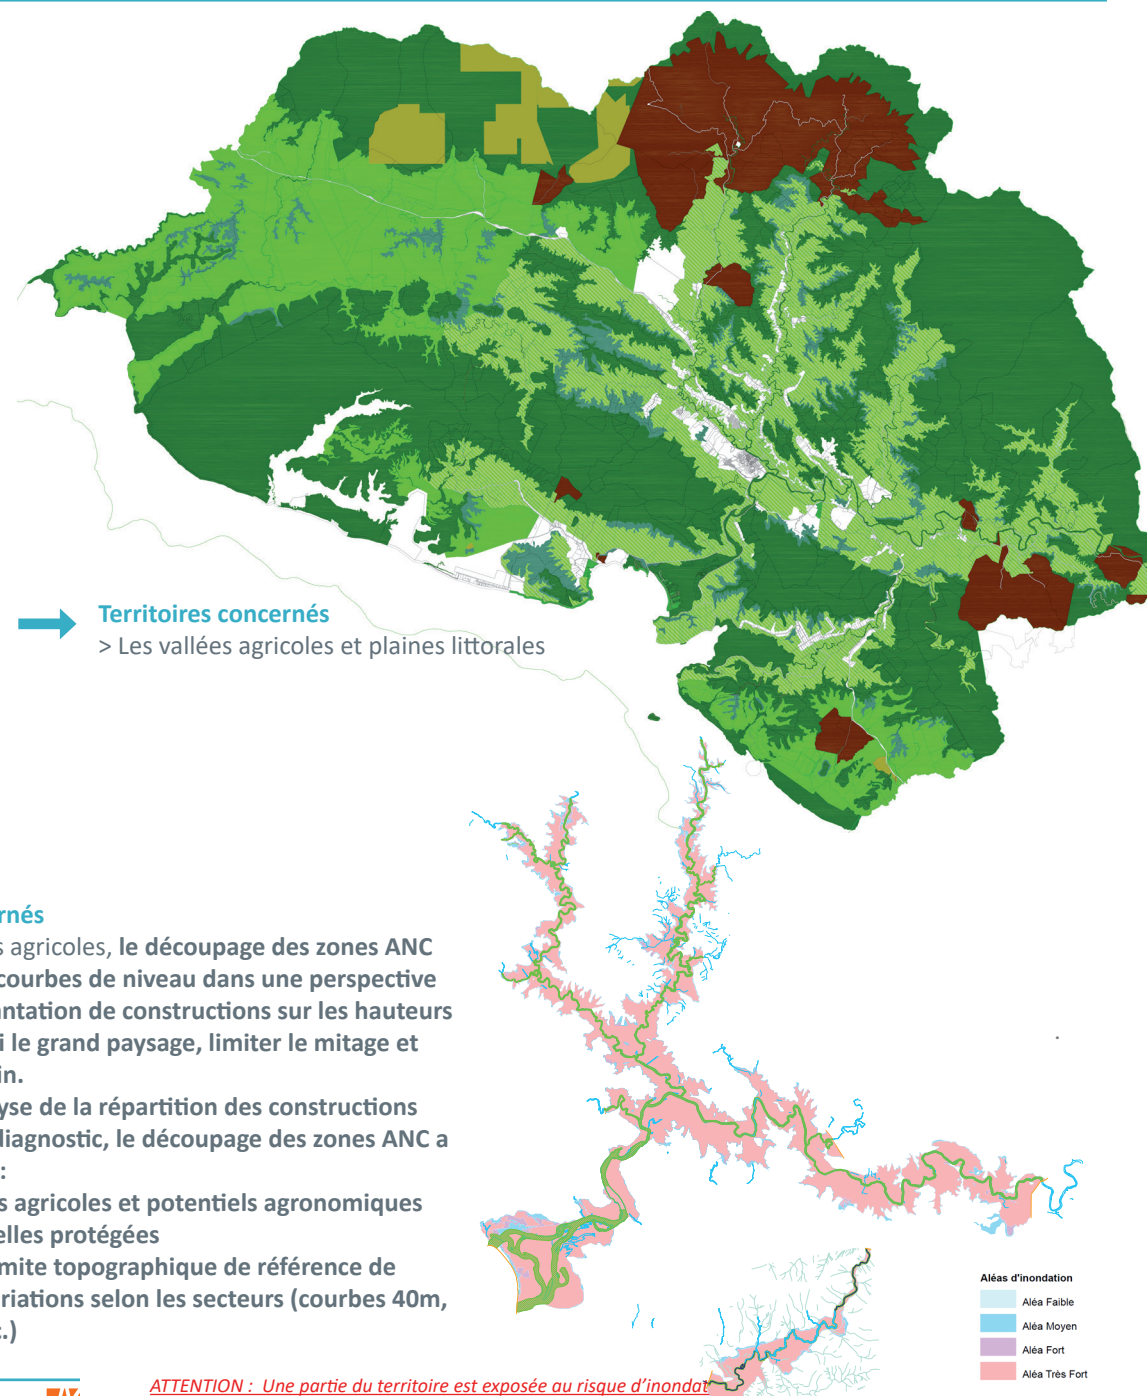 Territoires concernés
> Les vallées agricoles et plaines littorales
rnés
s agricoles, le découpage des zones ANC
courbes de niveau dans une perspective
antation de constructions sur les hauteurs
i le grand paysage, limiter le mitage et
in.
yse de la répartition des constructions
diagnostic, le découpage des zones ANC a
:
s agricoles et potentiels agronomiques
elles protégées
mite topographique de référence de
riations selon les secteurs (courbes 40m,
c.)
Aléas d'inondation
Aléa Faible
Aléa Moyen
Aléa Fort
Aléa Très Fort
ATTENTION : Une partie du territoire est exposée au risque d'inondat